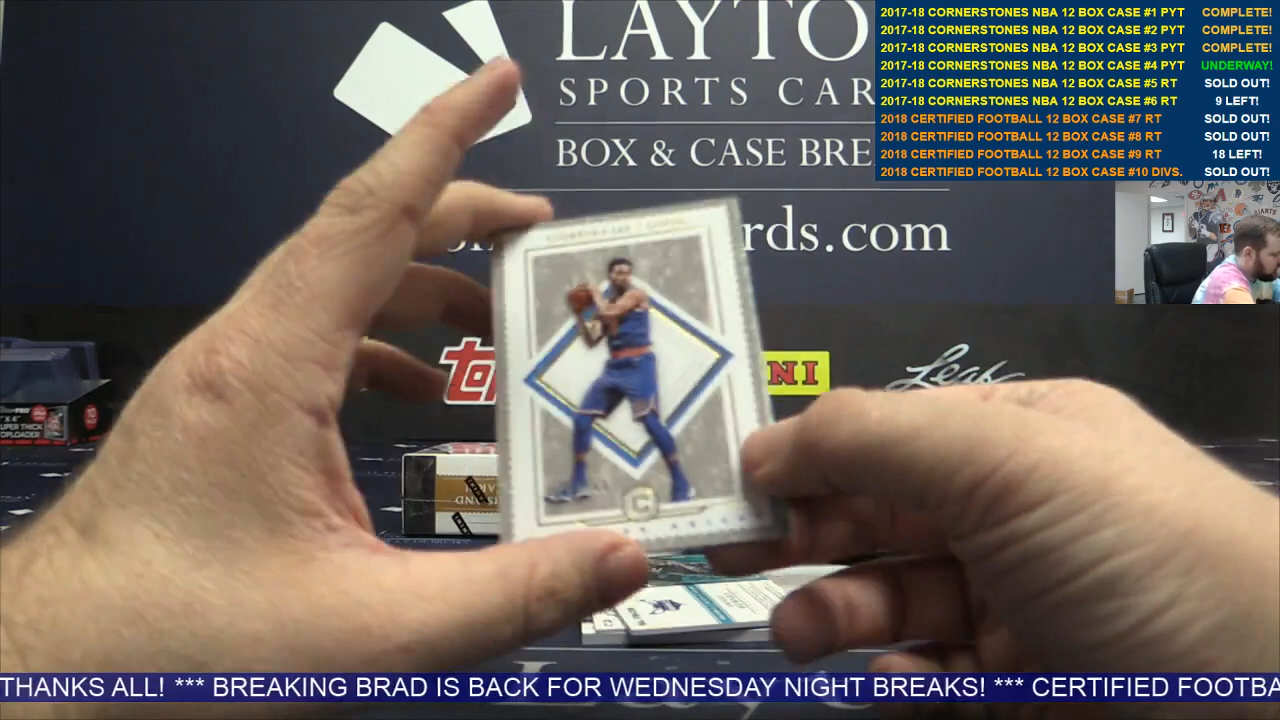 LAYTO
SPORTS CAR
BOX & CASE BRE
rds.com
2017-18 CORNERSTONES NBA 12 BOX CASE #1 PYT COMPLETE!
2017-18 CORNERSTONES NBA 12 BOX CASE #2 PYT COMPLETE!
2017-18 CORNERSTONES NBA 12 BOX CASE #3 PYT COMPLETE!
2017-18 CORNERSTONES NBA 12 BOX CASE #4 PYT UNDERWAY!
2017-18 CORNERSTONES NBA 12 BOX CASE #5 RT SOLD OUT!
2017-18 CORNERSTONES NBA 12 BOX CASE #6 RT 9 LEFT!
2018 CERTIFIED FOOTBALL 12 BOX CASE #7 RT SOLD OUT!
2018 CERTIFIED FOOTBALL 12 BOX CASE #8 RT SOLD OUT!
2018 CERTIFIED FOOTBALL 12 BOX CASE #9 RT 18 LEFT!
2018 CERTIFIED FOOTBALL 12 BOX CASE #10 DIVS. SOLD OUT!
GIANTS
to
NI
Leaf
UPER THICK
OPLOADER
C
THANKS ALL! *** BREAKING BRAD IS BACK FOR WEDNESDAY NIGHT BREAKS! *** CERTIFIED FOOTBA